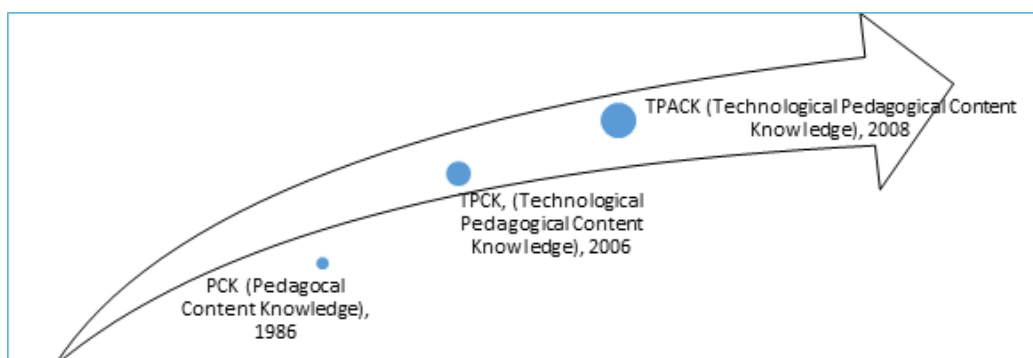 TPACK (Technological Pedagogical Content
Knowledge), 2008
TPCK, (Technological
Pedagogical Content
Knowledge), 2006
PCK (Pedagocal
Content Knowledge),
1986